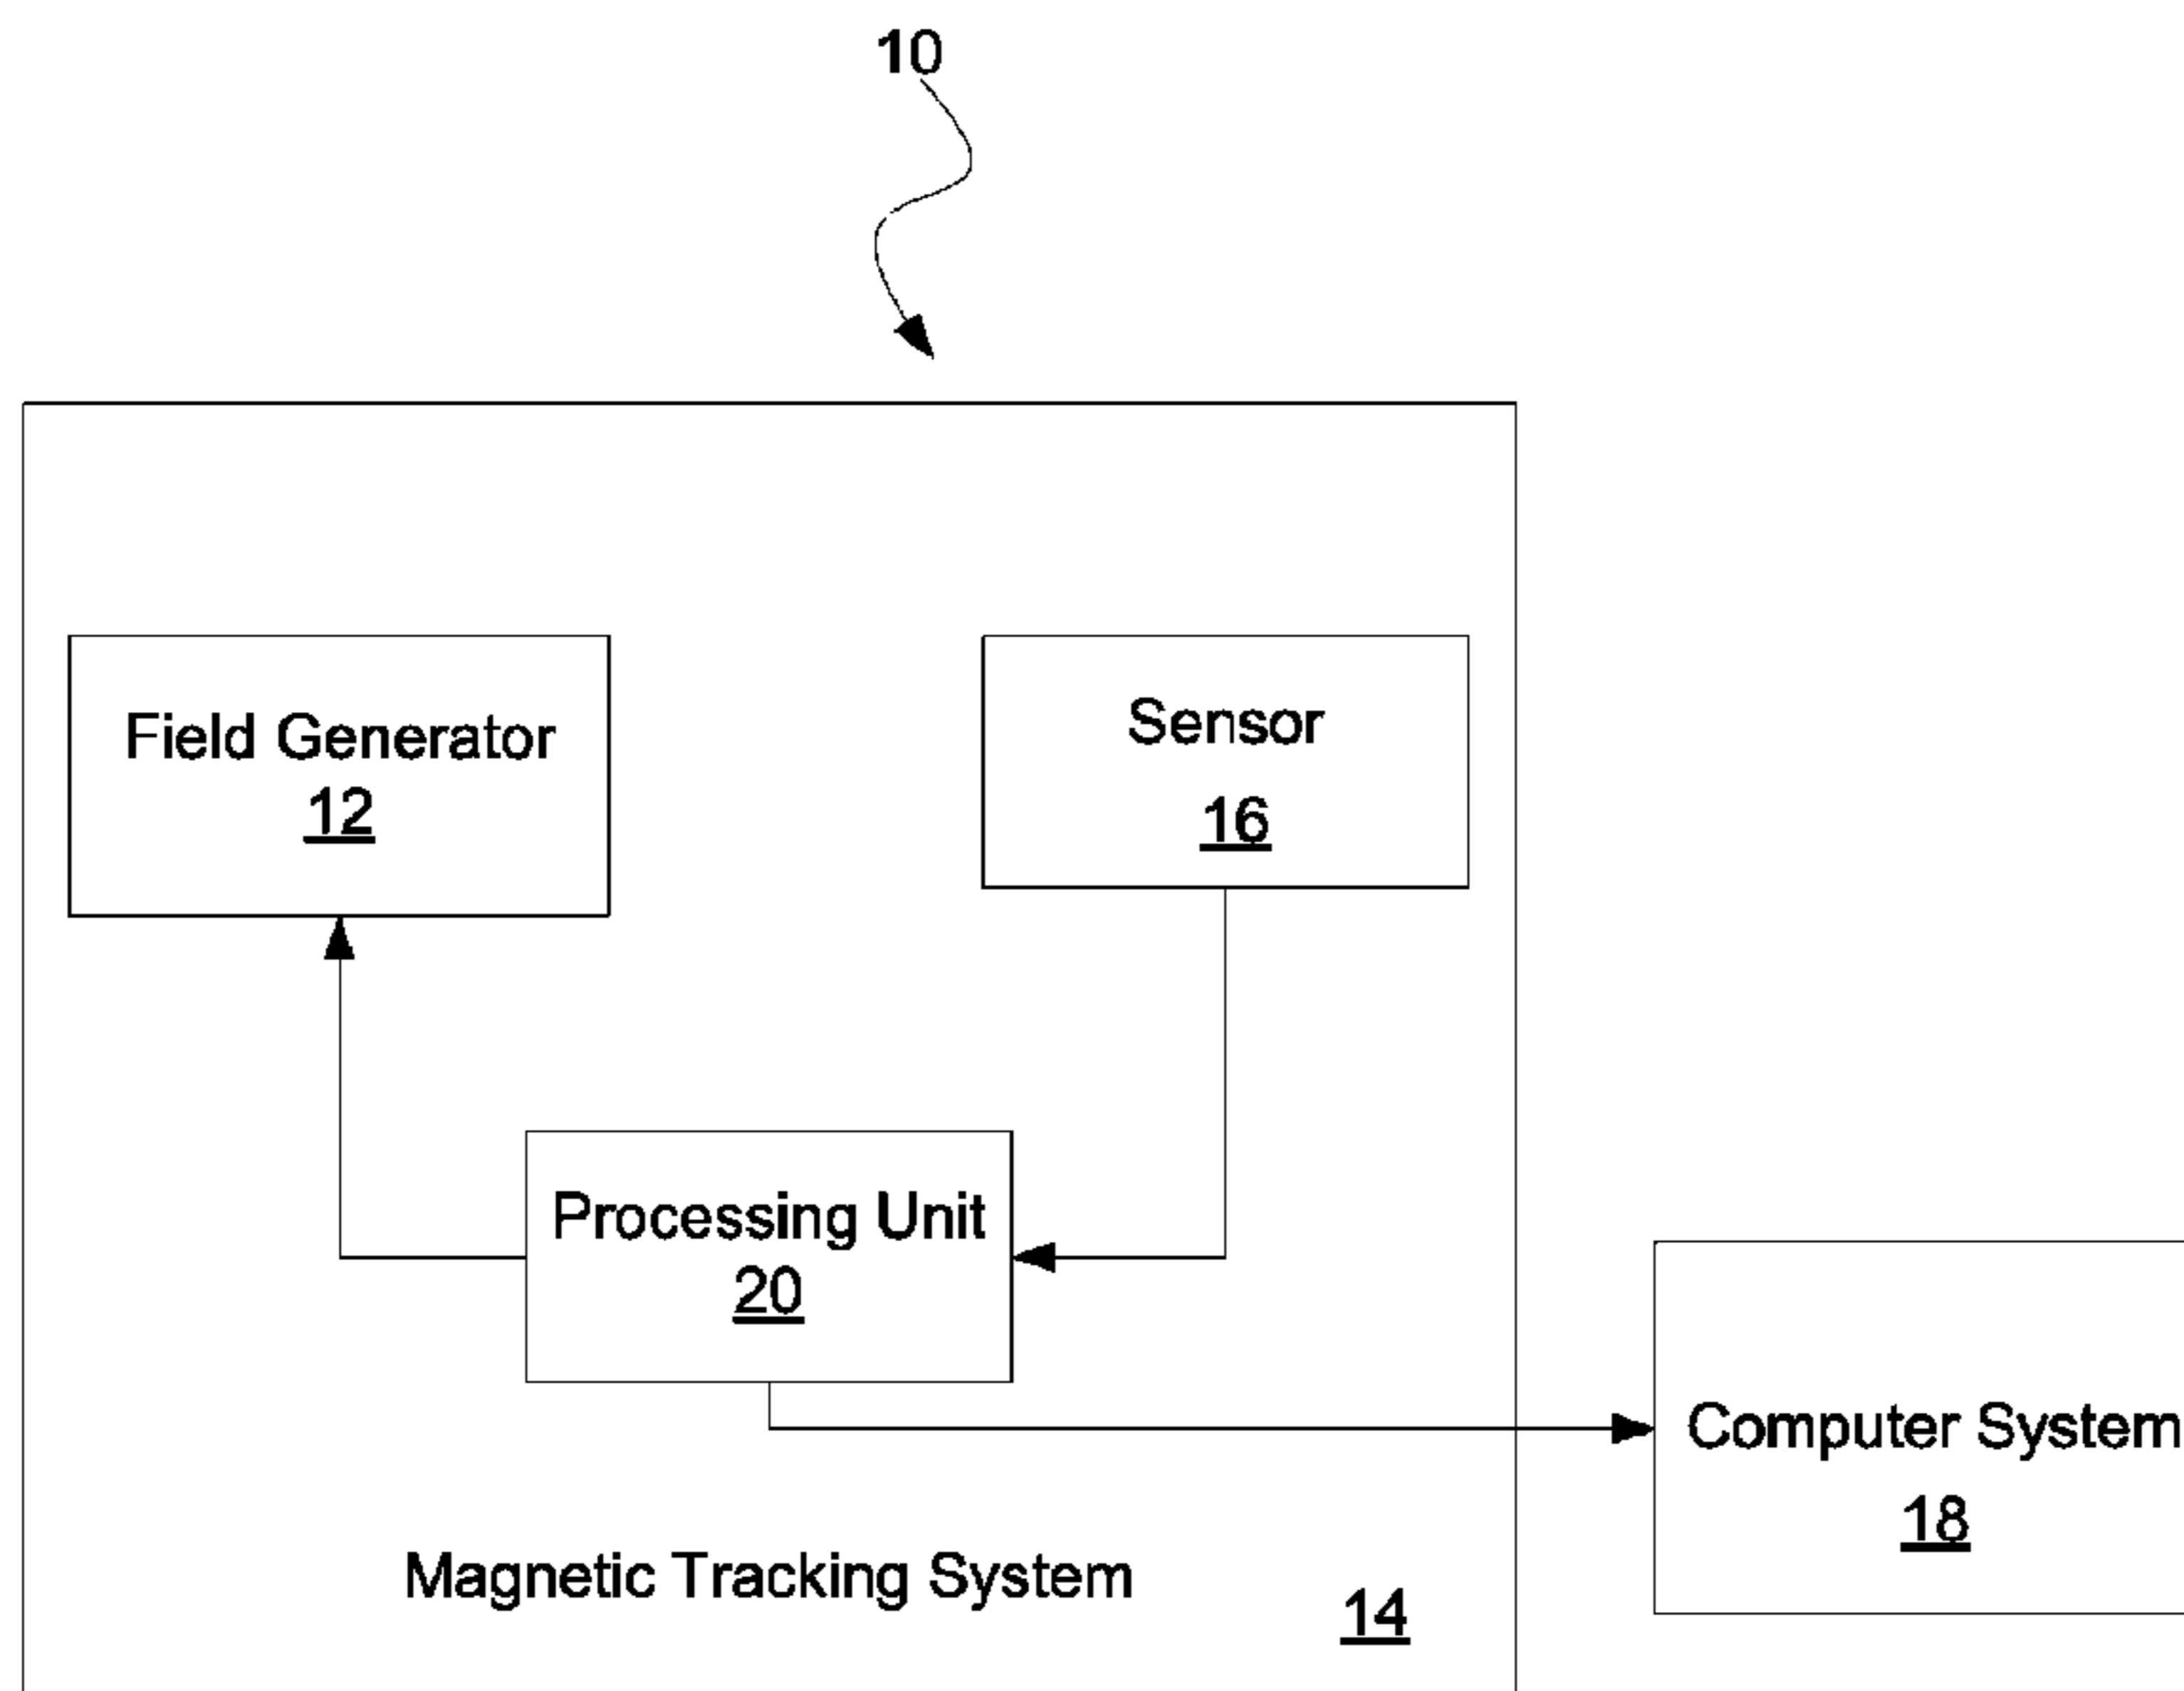 10
Field Generator
12
Sensor
16
Processing Unit
20
Computer System
18
Magnetic Tracking System
14